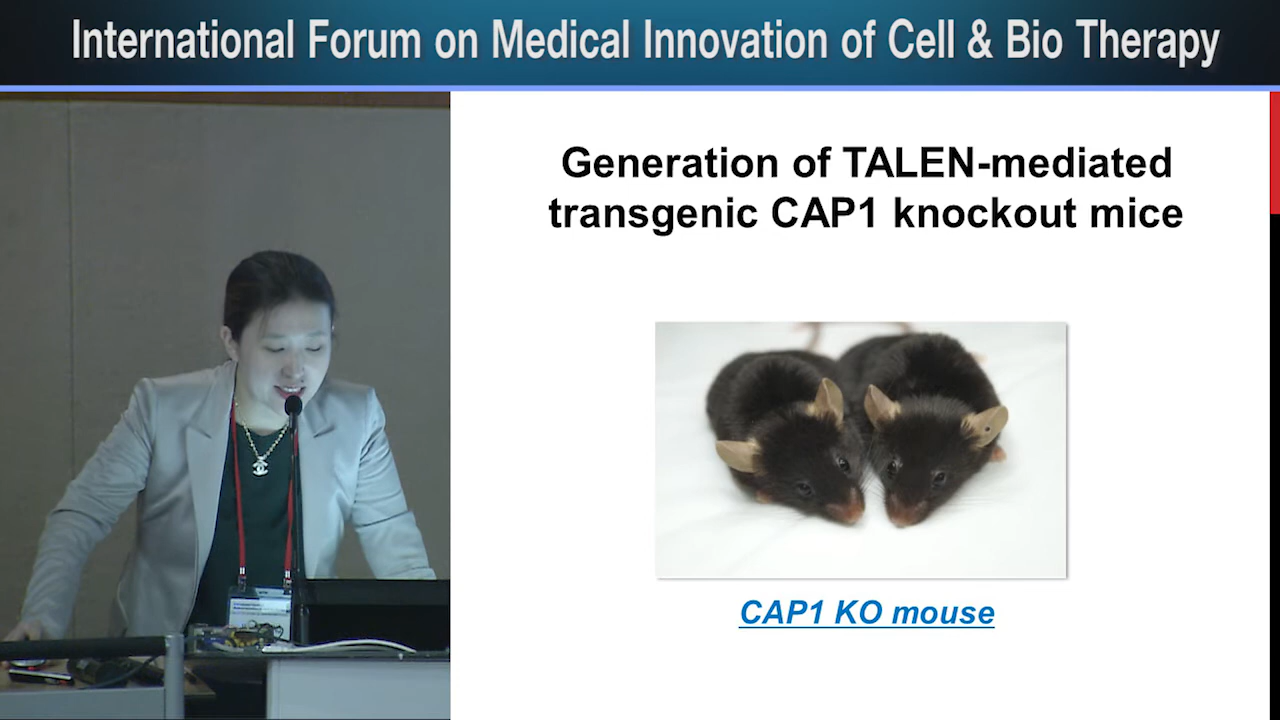 International Forum on Medical Innovation of Cell & Bio Therapy
Generation of TALEN-mediated
transgenic CAP1 knockout mice
CAP1 KO mouse